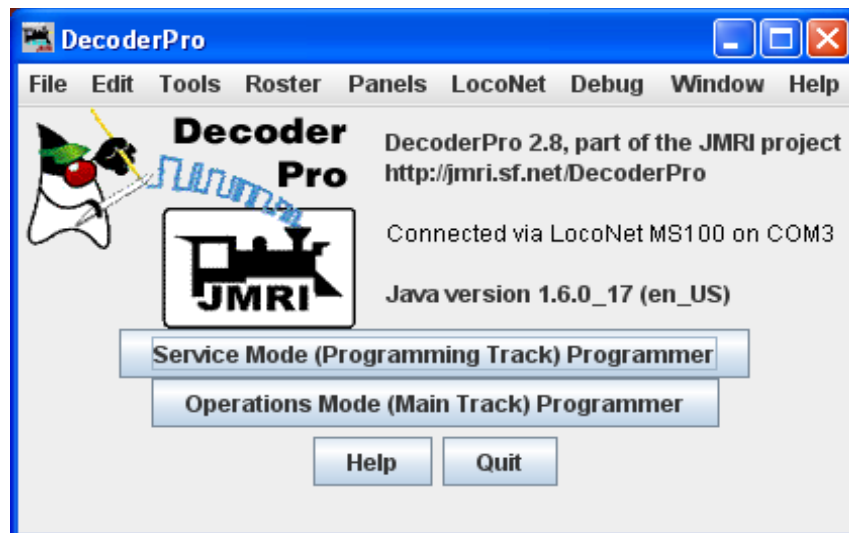 DecoderPro
File Edit Tools Roster Panels LocoNet Debug Window Help
Decoder
Pro
DecoderPro 2.8, part of the JMRI project
http://jmri.sf.net/DecoderPro
Connected via LocoNet MS100 on COM3
JMRI
Java version 1.6.0_17 (en_US)
Service Mode (Programming Track) Programmer
Operations Mode (Main Track) Programmer
Help Quit